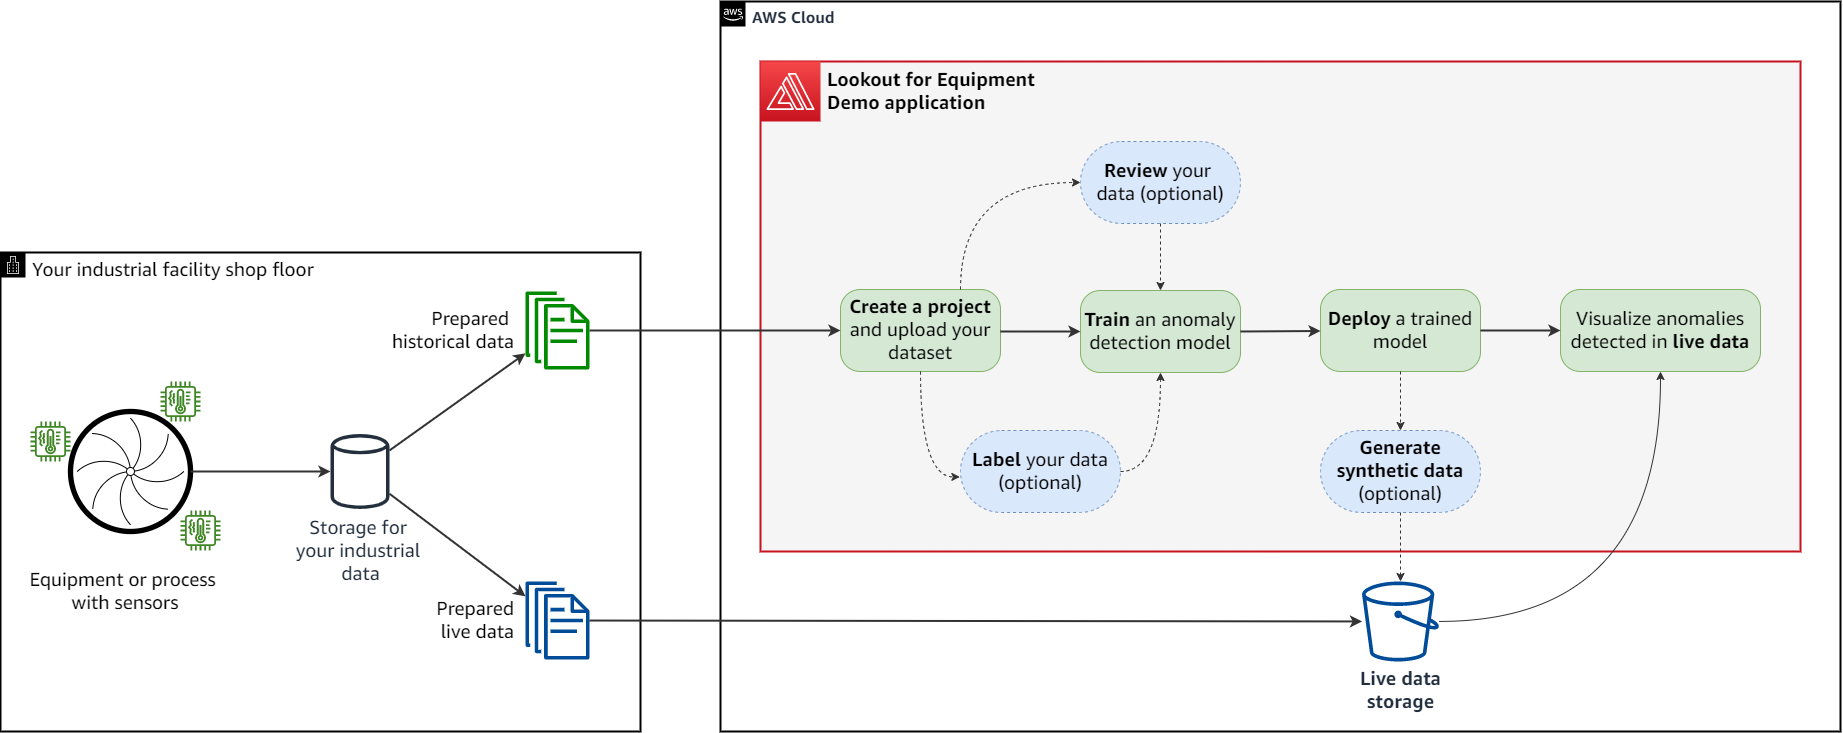 aws
AWS Cloud
Lookout for Equipment
Demo application
Review your
data (optional)
Your industrial facility shop floor
Prepared
historical data
Create a project
and upload your
dataset
Train an anomaly
detection model
Deploy a trained
model
Visualize anomalies
detected in live data
Label your data
(optional)
Generate
synthetic data
(optional)
Storage for
your industrial
data
Equipment or process
with sensors
Prepared
live data
Live data
storage